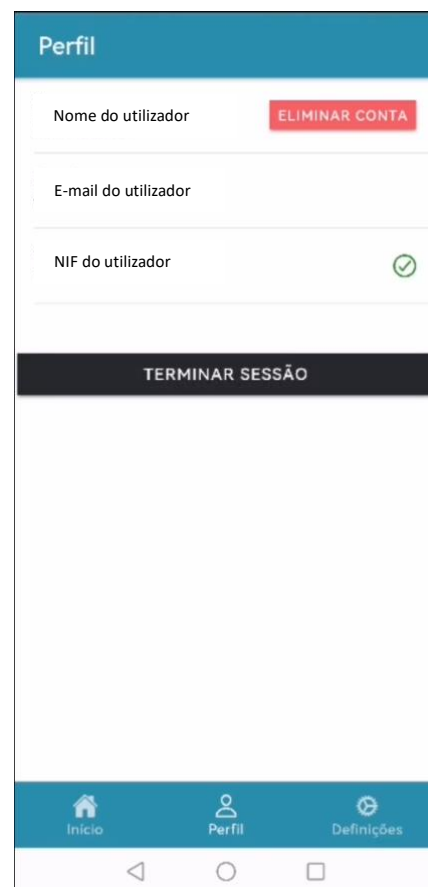 Perfil
Nome do utilizador ELIMINAR CONTA
E-mail do utilizador
NIF do utilizador
TERMINAR SESSÃO
Início Perfil Definições